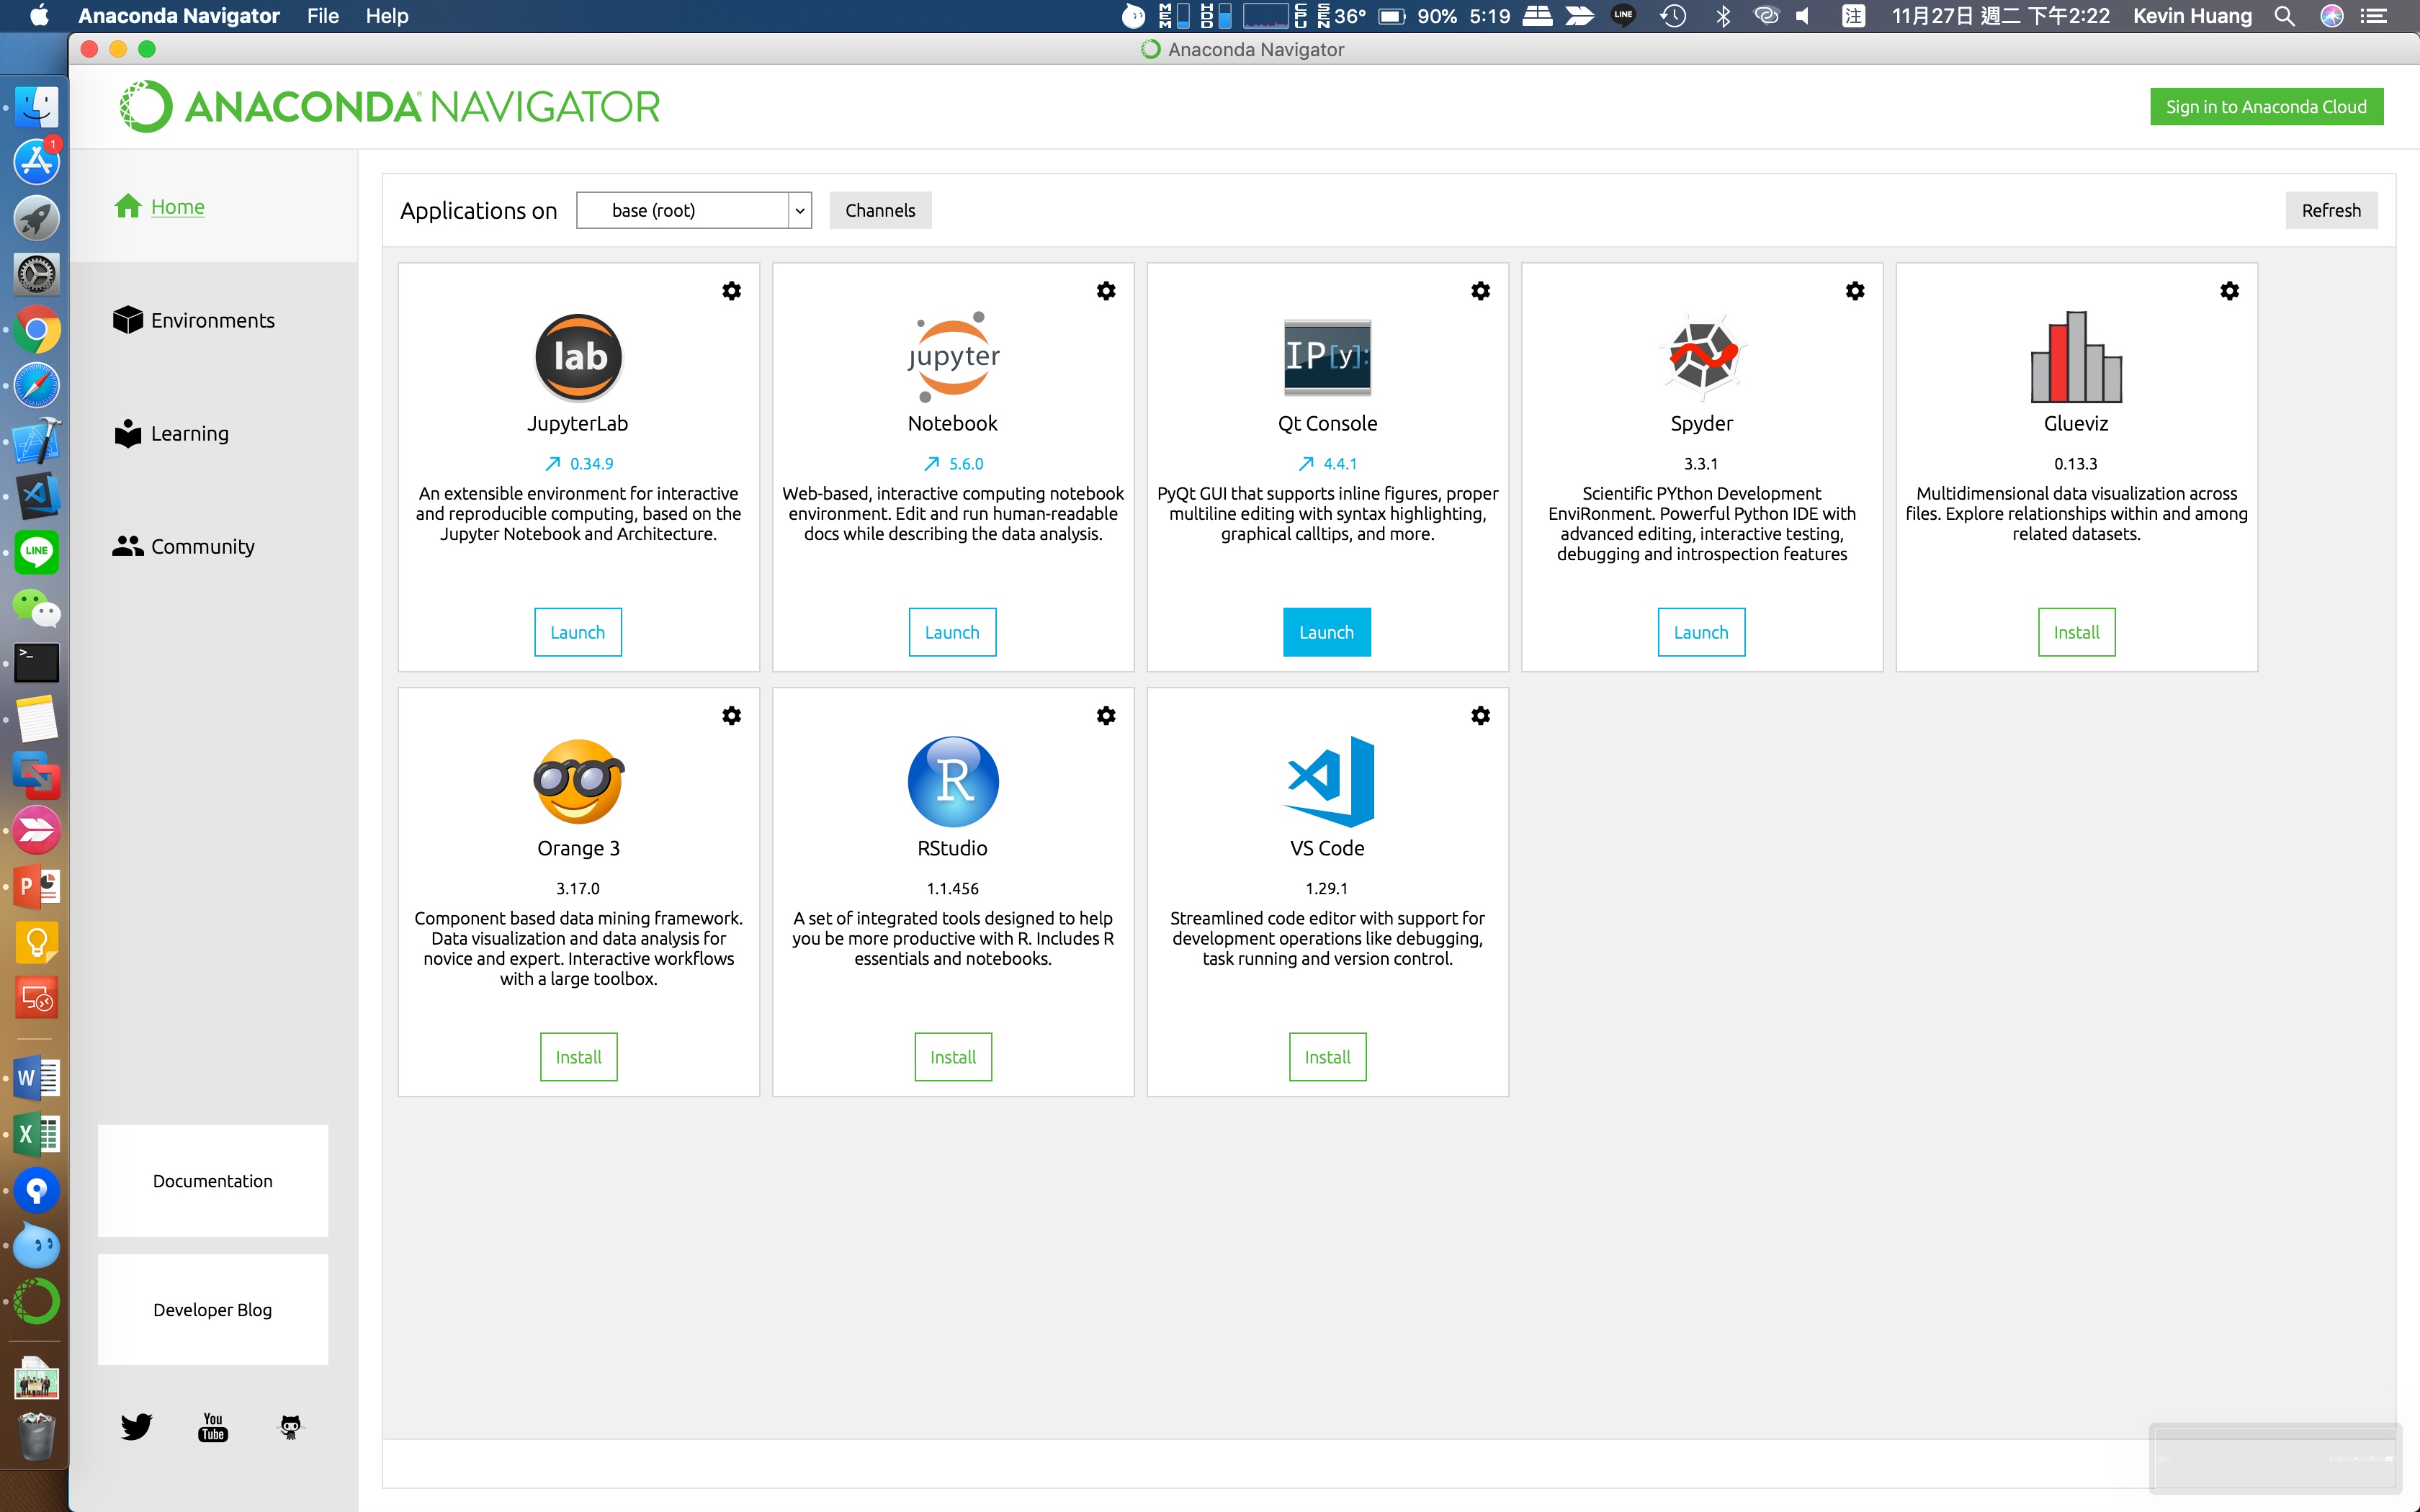 Anaconda Navigator File Help
MEM HDD CPU SEN 36° 90% 5:19 LINE 注 11月27日 週二 下午2:22 Kevin Huang
Anaconda Navigator
ANACONDA NAVIGATOR
Sign in to Anaconda Cloud
1
Home
Environments
Learning
Community
Applications on base (root) Channels Refresh
lab
JupyterLab
0.34.9
An extensible environment for interactive
and reproducible computing, based on the
Jupyter Notebook and Architecture.
Launch
jupyter
Notebook
5.6.0
Web-based, interactive computing notebook
environment. Edit and run human-readable
docs while describing the data analysis.
Launch
IP[y]:
Qt Console
4.4.1
PyQt GUI that supports inline figures, proper
multiline editing with syntax highlighting,
graphical calltips, and more.
Launch
Spyder
3.3.1
Scientific PYthon Development
EnviRonment. Powerful Python IDE with
advanced editing, interactive testing,
debugging and introspection features
Launch
Glueviz
0.13.3
Multidimensional data visualization across
files. Explore relationships within and among
related datasets.
Install
Orange 3
3.17.0
Component based data mining framework.
Data visualization and data analysis for
novice and expert. Interactive workflows
with a large toolbox.
Install
R
RStudio
1.1.456
A set of integrated tools designed to help
you be more productive with R. Includes R
essentials and notebooks.
Install
VS Code
1.29.1
Streamlined code editor with support for
development operations like debugging,
task running and version control.
Install
LINE
>_
P
W
X
Documentation
Developer Blog
You
Tube